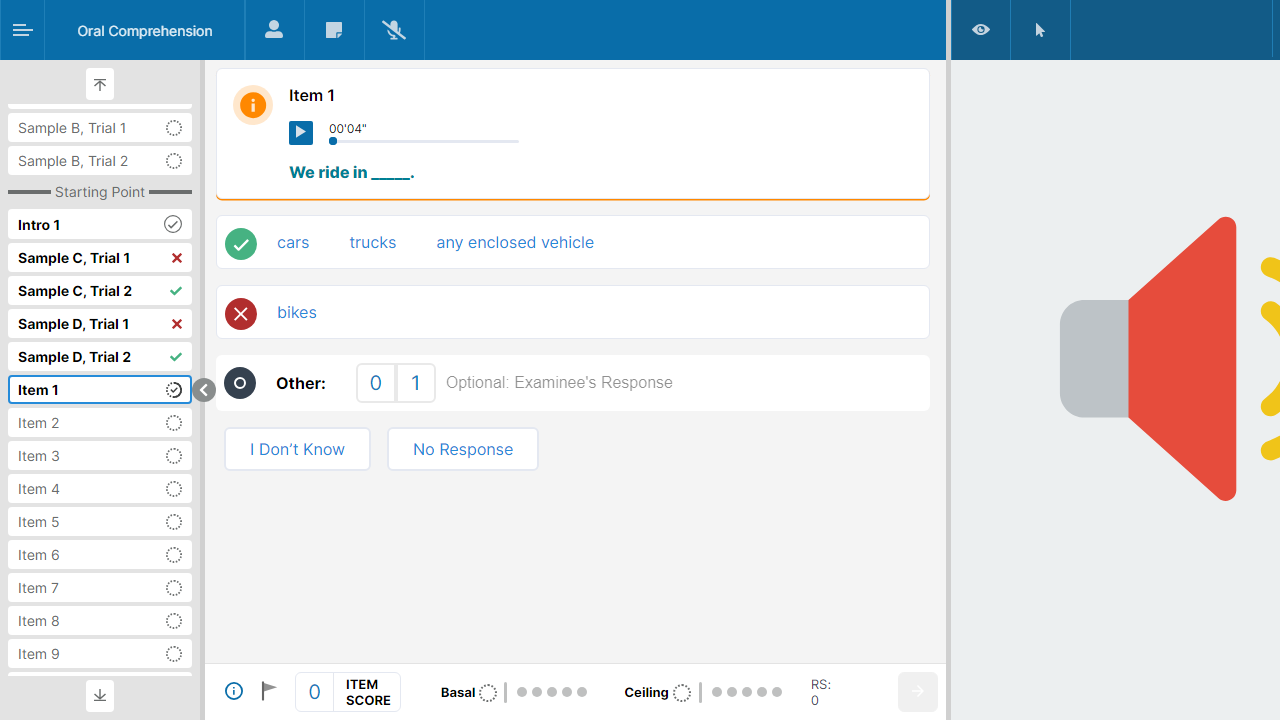 Oral Comprehension
Sample B, Trial 1
Sample B, Trial 2
Starting Point
Intro 1
Sample C, Trial 1
Sample C, Trial 2
Sample D, Trial 1
Sample D, Trial 2
Item 1
Item 2
Item 3
Item 4
Item 5
Item 6
Item 7
Item 8
Item 9
Item 1
00'04"
We ride in _____.
cars trucks any enclosed vehicle
bikes
Other: 0 1 Optional: Examinee's Response
I Don’t Know No Response
0 ITEM SCORE
Basal
Ceiling
RS:
0